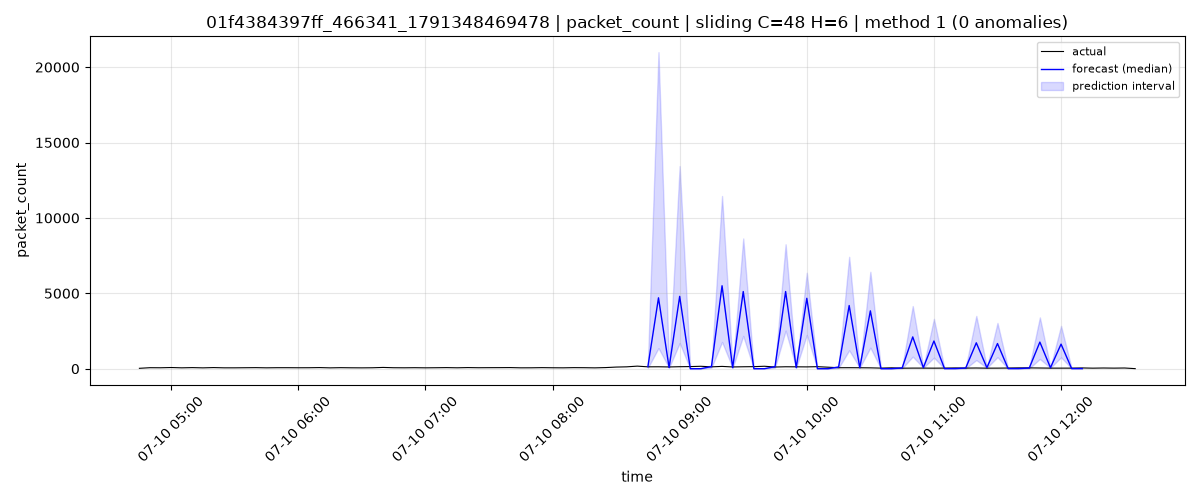 01f4384397ff_466341_1791348469478 | packet_count | sliding C=48 H=6 | method 1 (0 anomalies)
actual
forecast (median)
prediction interval
packet_count
20000
15000
10000
5000
0
07-10 05:00
07-10 06:00
07-10 07:00
07-10 08:00
07-10 09:00
07-10 10:00
07-10 11:00
07-10 12:00
time